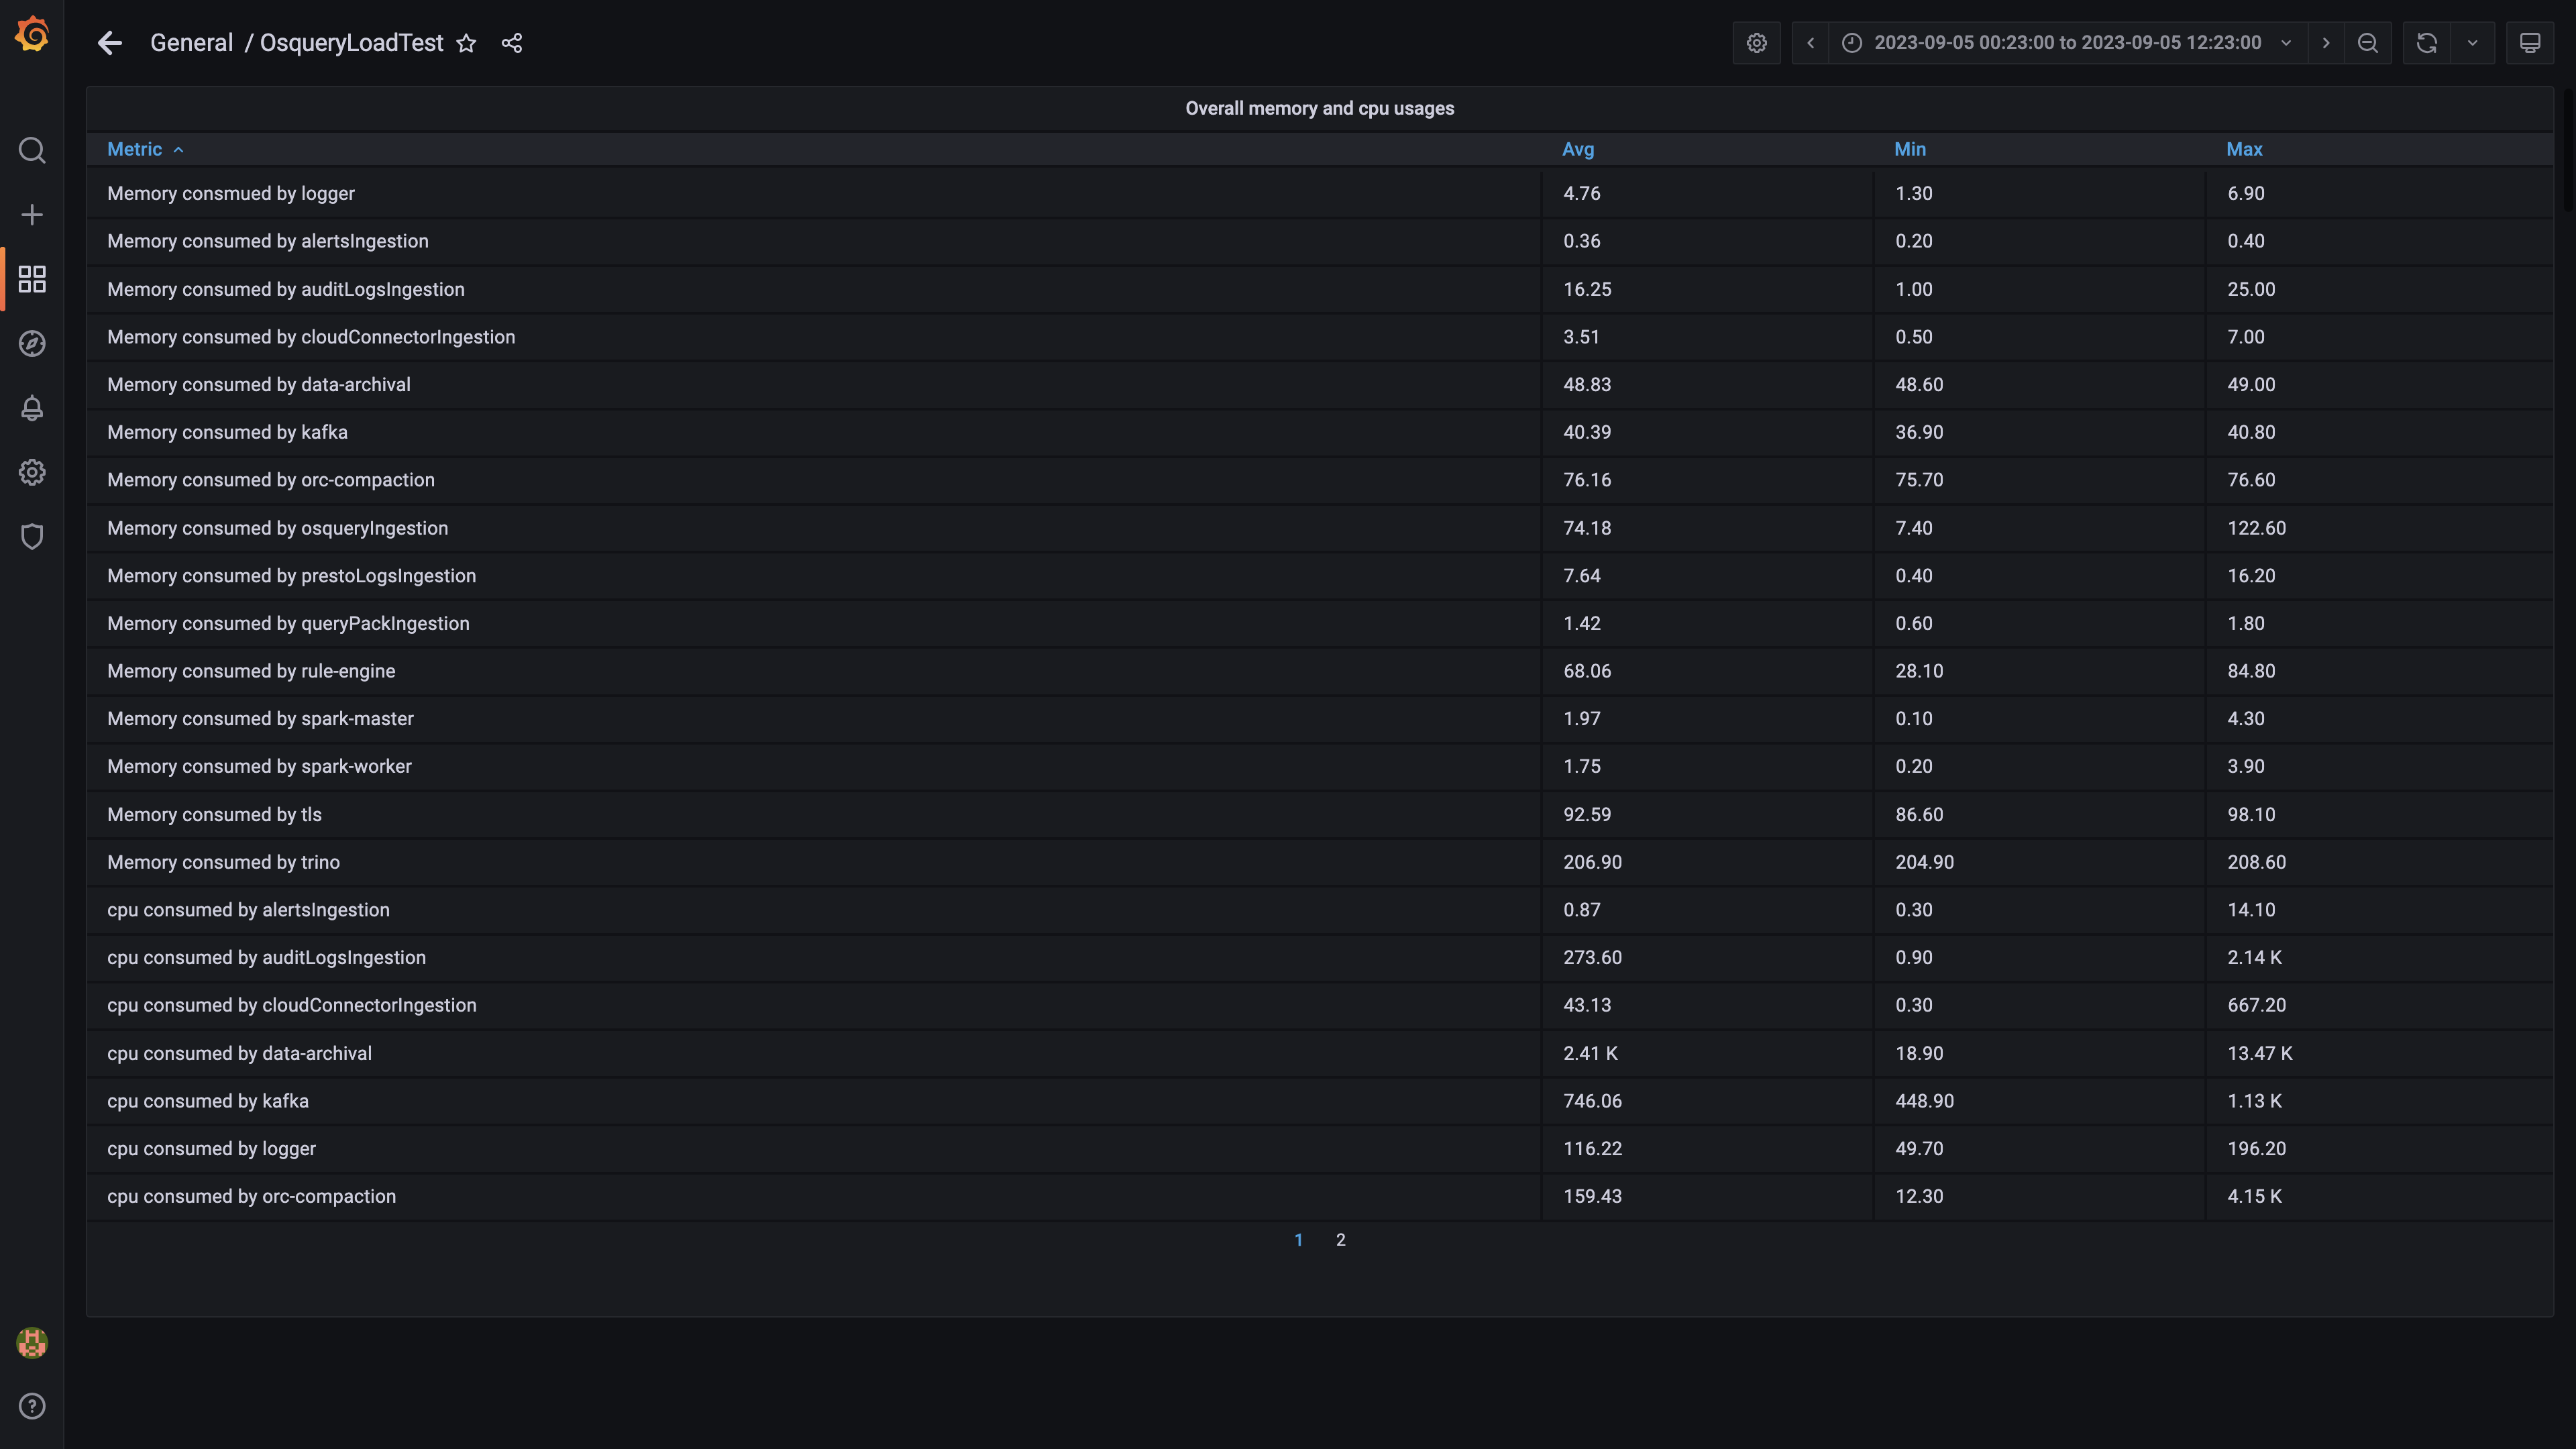 General / OsqueryLoadTest
2023-09-05 00:23:00 to 2023-09-05 12:23:00
Overall memory and cpu usages
Metric Avg Min Max
Memory consmued by logger 4.76 1.30 6.90
Memory consumed by alertsIngestion 0.36 0.20 0.40
Memory consumed by auditLogsIngestion 16.25 1.00 25.00
Memory consumed by cloudConnectorIngestion 3.51 0.50 7.00
Memory consumed by data-archival 48.83 48.60 49.00
Memory consumed by kafka 40.39 36.90 40.80
Memory consumed by orc-compaction 76.16 75.70 76.60
Memory consumed by osqueryIngestion 74.18 7.40 122.60
Memory consumed by prestoLogsIngestion 7.64 0.40 16.20
Memory consumed by queryPackIngestion 1.42 0.60 1.80
Memory consumed by rule-engine 68.06 28.10 84.80
Memory consumed by spark-master 1.97 0.10 4.30
Memory consumed by spark-worker 1.75 0.20 3.90
Memory consumed by tls 92.59 86.60 98.10
Memory consumed by trino 206.90 204.90 208.60
cpu consumed by alertsIngestion 0.87 0.30 14.10
cpu consumed by auditLogsIngestion 273.60 0.90 2.14 K
cpu consumed by cloudConnectorIngestion 43.13 0.30 667.20
cpu consumed by data-archival 2.41 K 18.90 13.47 K
cpu consumed by kafka 746.06 448.90 1.13 K
cpu consumed by logger 116.22 49.70 196.20
cpu consumed by orc-compaction 159.43 12.30 4.15 K
1 2